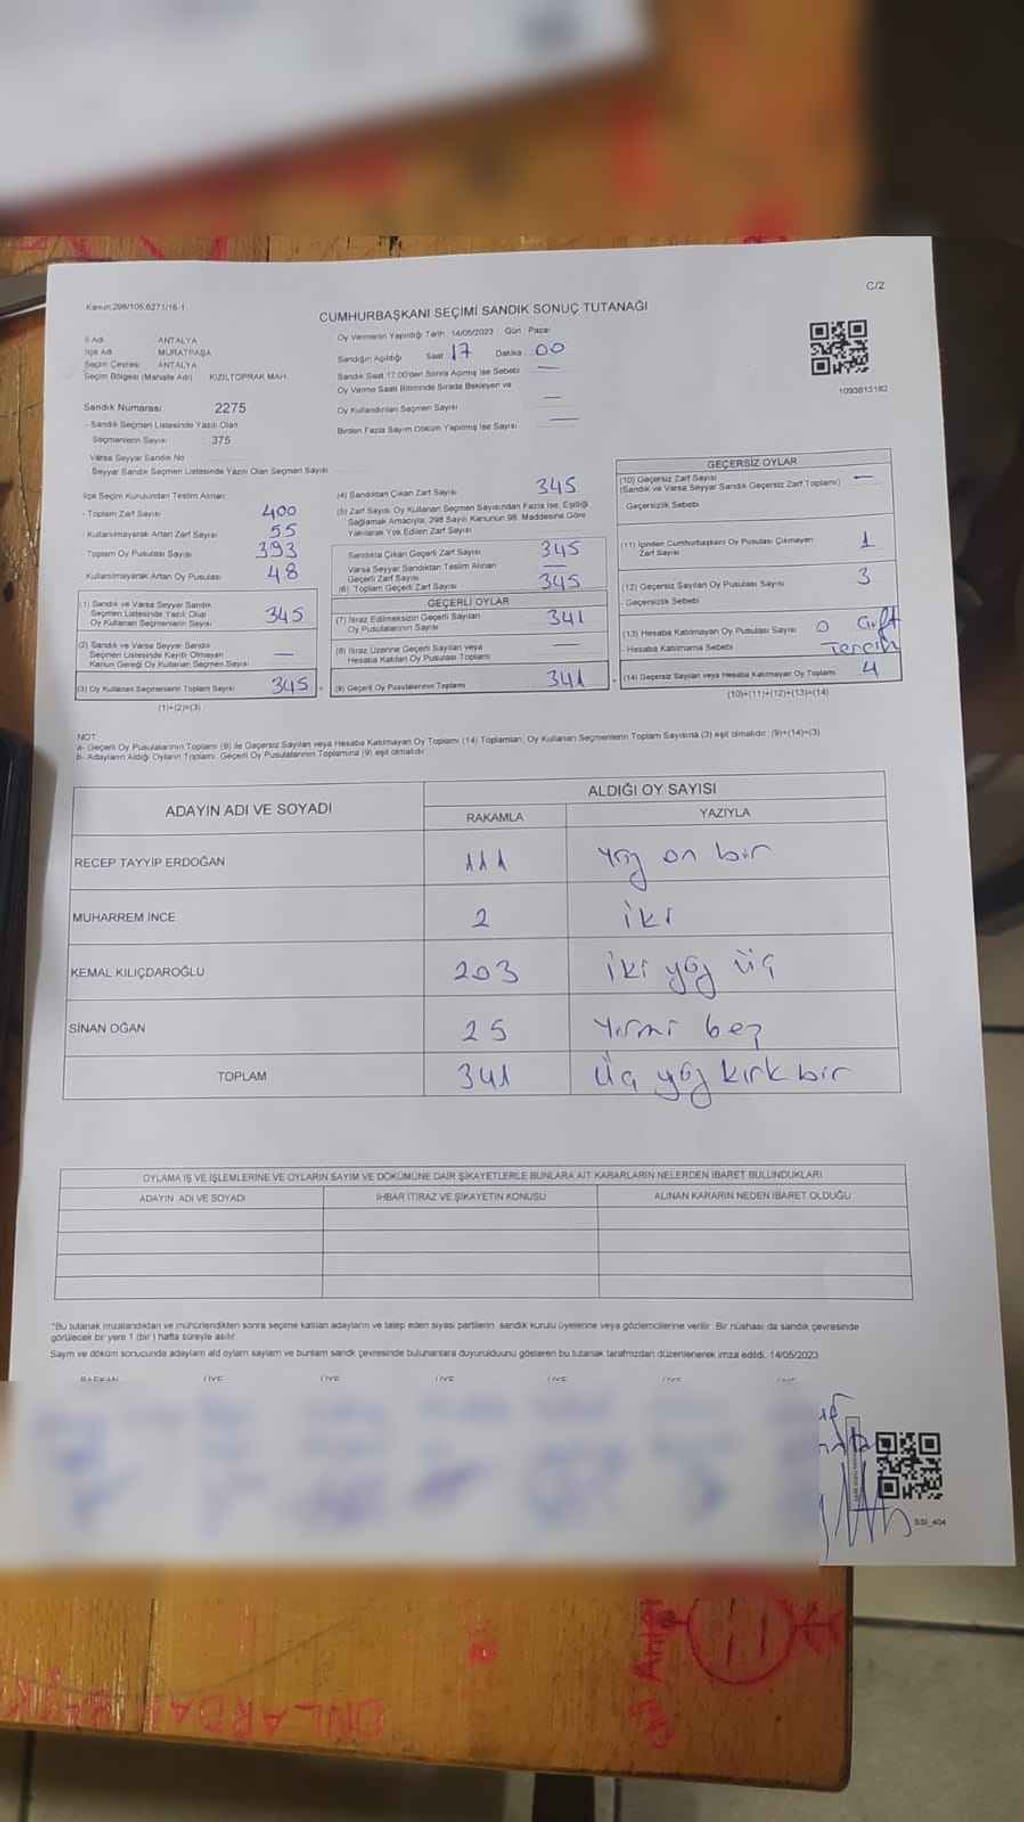 Kanun:298/105,6271/16-1
C/2
CUMHURBAŞKANI SEÇİMİ SANDIK SONUÇ TUTANAĞI
İl Adı ANTALYA
İlçe Adı MURATPAŞA
Seçim Çevresi ANTALYA
Seçim Bölgesi (Mahalle Adı) KIZILTOPRAK MAH.
Sandık Numarası 2275
- Sandık Seçmen Listesinde Yazılı Olan
Seçmenlerin Sayısı : 375
Varsa Seyyar Sandık No
Seyyar Sandık Seçmen Listesinde Yazılı Olan Seçmen Sayısı
Oy Vermenin Yapıldığı Tarih : 14/05/2023 Gün : Pazar
Sandığın Açıldığı Saat : 17 Dakika : 00
Sandık Saat 17:00'den Sonra Açılmış İse Sebebi : —
Oy Verme Saati Bitiminde Sırada Bekleyen ve
Oy Kullandırılan Seçmen Sayısı —
Birden Fazla Sayım Döküm Yapılmış İse Sayısı : —
1093813182
İlçe Seçim Kurulundan Teslim Alınan:
- Toplam Zarf Sayısı 400
- Kullanılmayarak Artan Zarf Sayısı 55
- Toplam Oy Pusulası Sayısı 393
- Kullanılmayarak Artan Oy Pusulası 48
(1) Sandık ve Varsa Seyyar Sandık
Seçmen Listesinde Yazılı Olup
Oy Kullanan Seçmenlerin Sayısı 345
(2) Sandık ve Varsa Seyyar Sandık
Seçmen Listesinde Kayıtlı Olmayan
Kanun Gereği Oy Kullanan Seçmen Sayısı —
(3) Oy Kullanan Seçmenlerin Toplam Sayısı 345
(1)+(2)=(3)
(4) Sandıktan Çıkan Zarf Sayısı 345
(5) Zarf Sayısı, Oy Kullanan Seçmen Sayısından Fazla İse, Eşitliği
Sağlamak Amacıyla, 298 Sayılı Kanunun 98. Maddesine Göre
Yakılarak Yok Edilen Zarf Sayısı
Sandıkta Çıkan Geçerli Zarf Sayısı 345
Varsa Seyyar Sandıktan Teslim Alınan
Geçerli Zarf Sayısı —
(6) Toplam Geçerli Zarf Sayısı 345
GEÇERLİ OYLAR
(7) İtiraz Edilmeksizin Geçerli Sayılan
Oy Pusulalarının Sayısı 341
(8) İtiraz Üzerine Geçerli Sayılan veya
Hesaba Katılan Oy Pusulası Toplamı —
(9) Geçerli Oy Pusulalarının Toplamı 341
GEÇERSİZ OYLAR
(10) Geçersiz Zarf Sayısı
(Sandık ve Varsa Seyyar Sandık Geçersiz Zarf Toplamı) —
Geçersizlik Sebebi
(11) İçinden Cumhurbaşkanı Oy Pusulası Çıkmayan
Zarf Sayısı 1
(12) Geçersiz Sayılan Oy Pusulası Sayısı 3
- Geçersizlik Sebebi
(13) Hesaba Katılmayan Oy Pusulası Sayısı 0 Çift
- Hesaba Katılmama Sebebi Tercih
(14) Geçersiz Sayılan veya Hesaba Katılmayan Oy Toplamı 4
(10)+(11)+(12)+(13)=(14)
NOT:
a- Geçerli Oy Pusulalarının Toplamı (9) ile Geçersiz Sayılan veya Hesaba Katılmayan Oy Toplamı (14) Toplamları, Oy Kullanan Seçmenlerin Toplam Sayısına (3) eşit olmalıdır. (9)+(14)=(3)
b- Adayların Aldığı Oyların Toplamı, Geçerli Oy Pusulalarının Toplamına (9) eşit olmalıdır.
ADAYIN ADI VE SOYADI ALDIĞI OY SAYISI
RAKAMLA YAZIYLA
RECEP TAYYİP ERDOĞAN 111 yüz on bir
MUHARREM İNCE 2 iki
KEMAL KILIÇDAROĞLU 203 iki yüz üç
SİNAN OĞAN 25 yirmi beş
TOPLAM 341 Üç yüz kırk bir
OYLAMA İŞ VE İŞLEMLERİNE VE OYLARIN SAYIM VE DÖKÜMÜNE DAİR ŞİKAYETLERLE BUNLARA AİT KARARLARIN NELERDEN İBARET BULUNDUKLARI
ADAYIN ADI VE SOYADI İHBAR İTİRAZ VE ŞİKAYETİN KONUSU ALINAN KARARIN NEDEN İBARET OLDUĞU
*Bu tutanak imzalandıktan ve mühürlendikten sonra seçime katılan adayların ve talep eden siyasi partilerin, sandık kurulu üyelerine veya gözlemcilerine verilir. Bir nüshası da sandık çevresinde
görülecek bir yere 1 (bir ) hafta süreyle asılır.
Sayım ve döküm sonucunda adayların aldı oyların sayıları ve bunların sandık çevresinde bulunanlara duyurulduunu gösteren bu tutanak tarafımızdan düzenlenerek imza edildi. 14/05/2023
BAŞKAN ÜYE ÜYE ÜYE ÜYE ÜYE